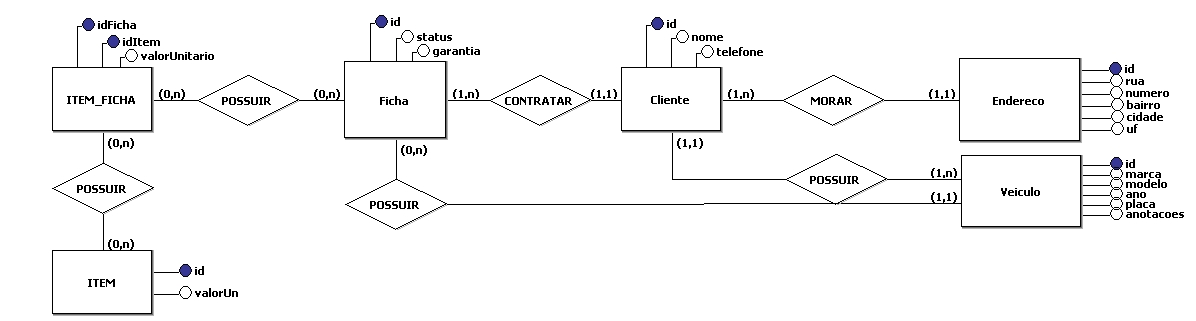 idFicha
idItem
valorUnitario
ITEM_FICHA
(0,n)
POSSUIR
(0,n)
id
status
garantia
Ficha
(1,n)
CONTRATAR
(1,1)
id
nome
telefone
Cliente
(1,n)
MORAR
(1,1)
Endereco
id
rua
numero
bairro
cidade
uf
(0,n)
POSSUIR
(0,n)
ITEM
id
valorUn
(0,n)
POSSUIR
(1,1)
(1,1)
POSSUIR
(1,n)
Veiculo
id
marca
modelo
ano
placa
anotacoes